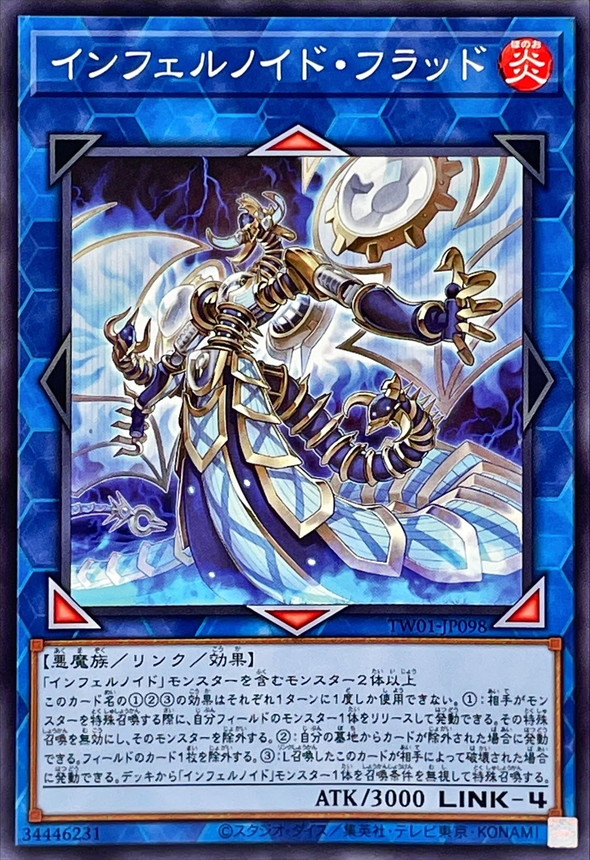 インフェルノイド・フラッド
炎
TW01-JP098
【悪魔族/リンク/効果】
「インフェルノイド」モンスターを含むモンスター2体以上
このカード名の①②③の効果はそれぞれ1ターンに1度しか使用できない。①:相手がモン
スターを特殊召喚する際に、自分フィールドのモンスター1体をリリースして発動できる。その特殊
召喚を無効にし、そのモンスターを除外する。②:自分の墓地からカードが除外された場合に発動
できる。フィールドのカード1枚を除外する。③:L召喚したこのカードが相手によって破壊された場合
に発動できる。デッキから「インフェルノイド」モンスター1体を召喚条件を無視して特殊召喚する。
ATK/3000 LINK-4
34446231 ©スタジオ・ダイス/集英社・テレビ東京・KONAMI